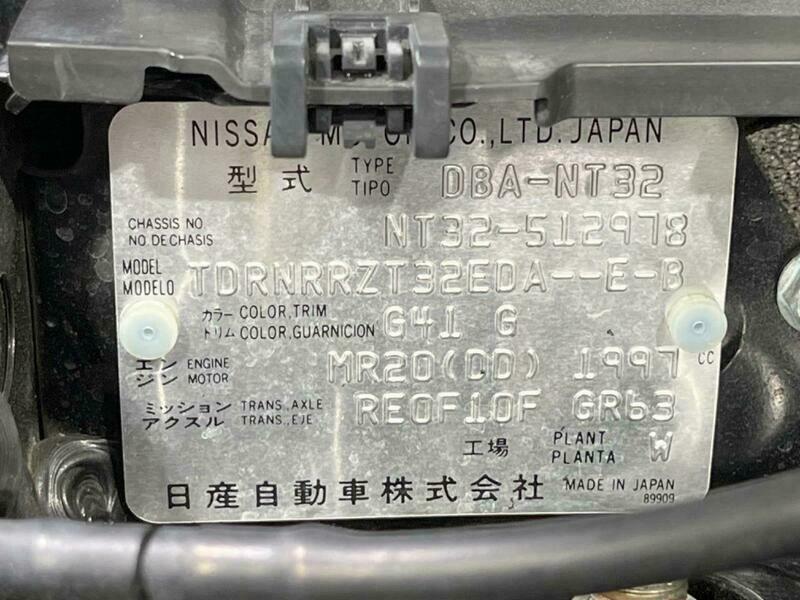 NISSA M CO.,LTD.JAPAN
型式 TYPE TIPO DBA-NT32
CHASSIS NO NO.DE CHASIS NT32-512978
MODEL MODELO TDRNRRZT32EDA--E-B
カラー COLOR,TRIM
トリム COLOR,GUARNICION G41 G
エンジン ENGINE MOTOR MR20(DD) 1997 CC
ミッション TRANS.,AXLE
アクスル TRANS.,EJE RE0F10F GR63
工場 PLANT PLANTA W
日産自動車株式会社 MADE IN JAPAN
89909